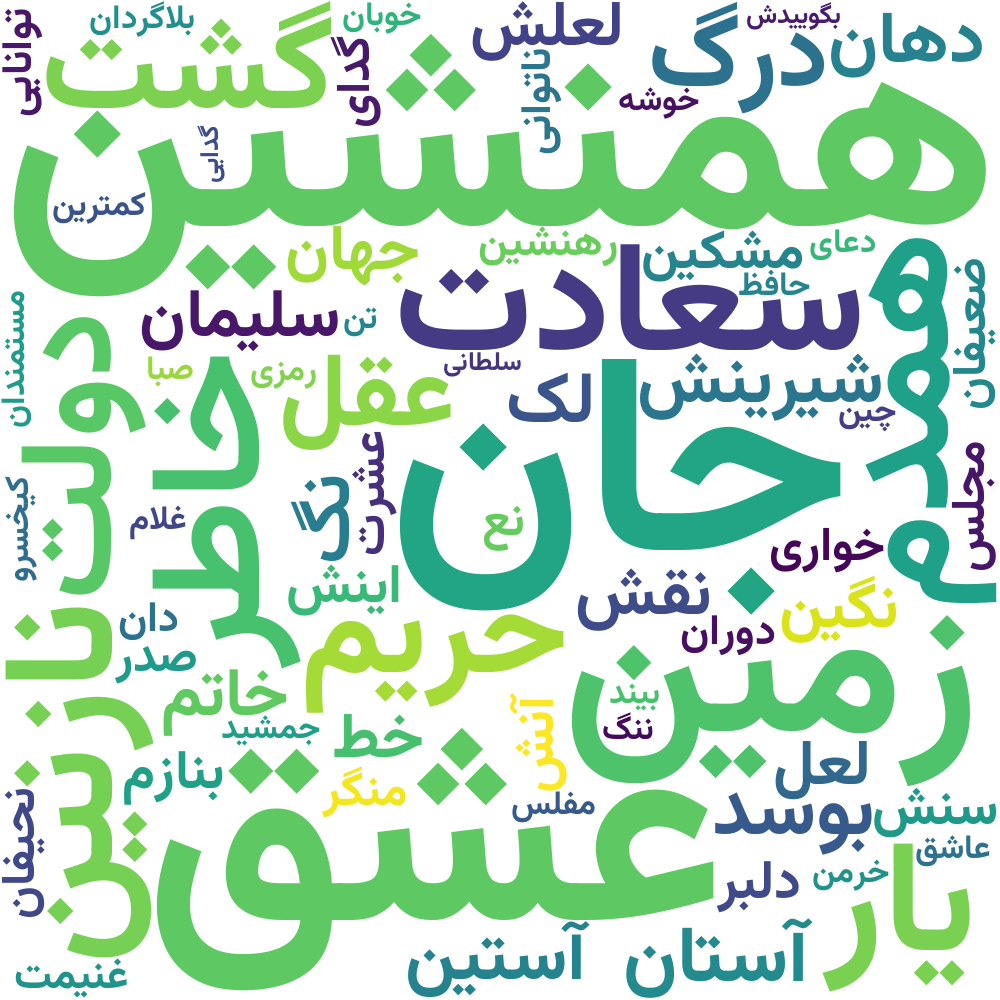 توانایی
بلاگردان
خوبان
لعلش
بگوییدش
دهان
درگ
گشت
گدای
ناتوانی
خوشه
همنشین
گدایی
کمترین
جهان
رهنشین
مشکین
دعای
حافظ
همدم
ضعیفان
سعادت
سلیمان
تن
مستمندان
دولت
صبا
رمزی
سلطانی
عقل
لک
شیرینش
چین
خاطر
جان
عشرت
مجلس
کیخسرو
غلام
نگ
نع
خواری
اینش
نقش
نگین
دان
صدر
حریم
دوران
زمین
نازنین
خاتم
بیند
ننگ
جمشید
خط
آنش
بنازم
منگر
مفلس
لعل
بوسد
سنش
نحیفان
عشق
عاشق
دلبر
خرمن
یار
غنیمت
آستین
آستان